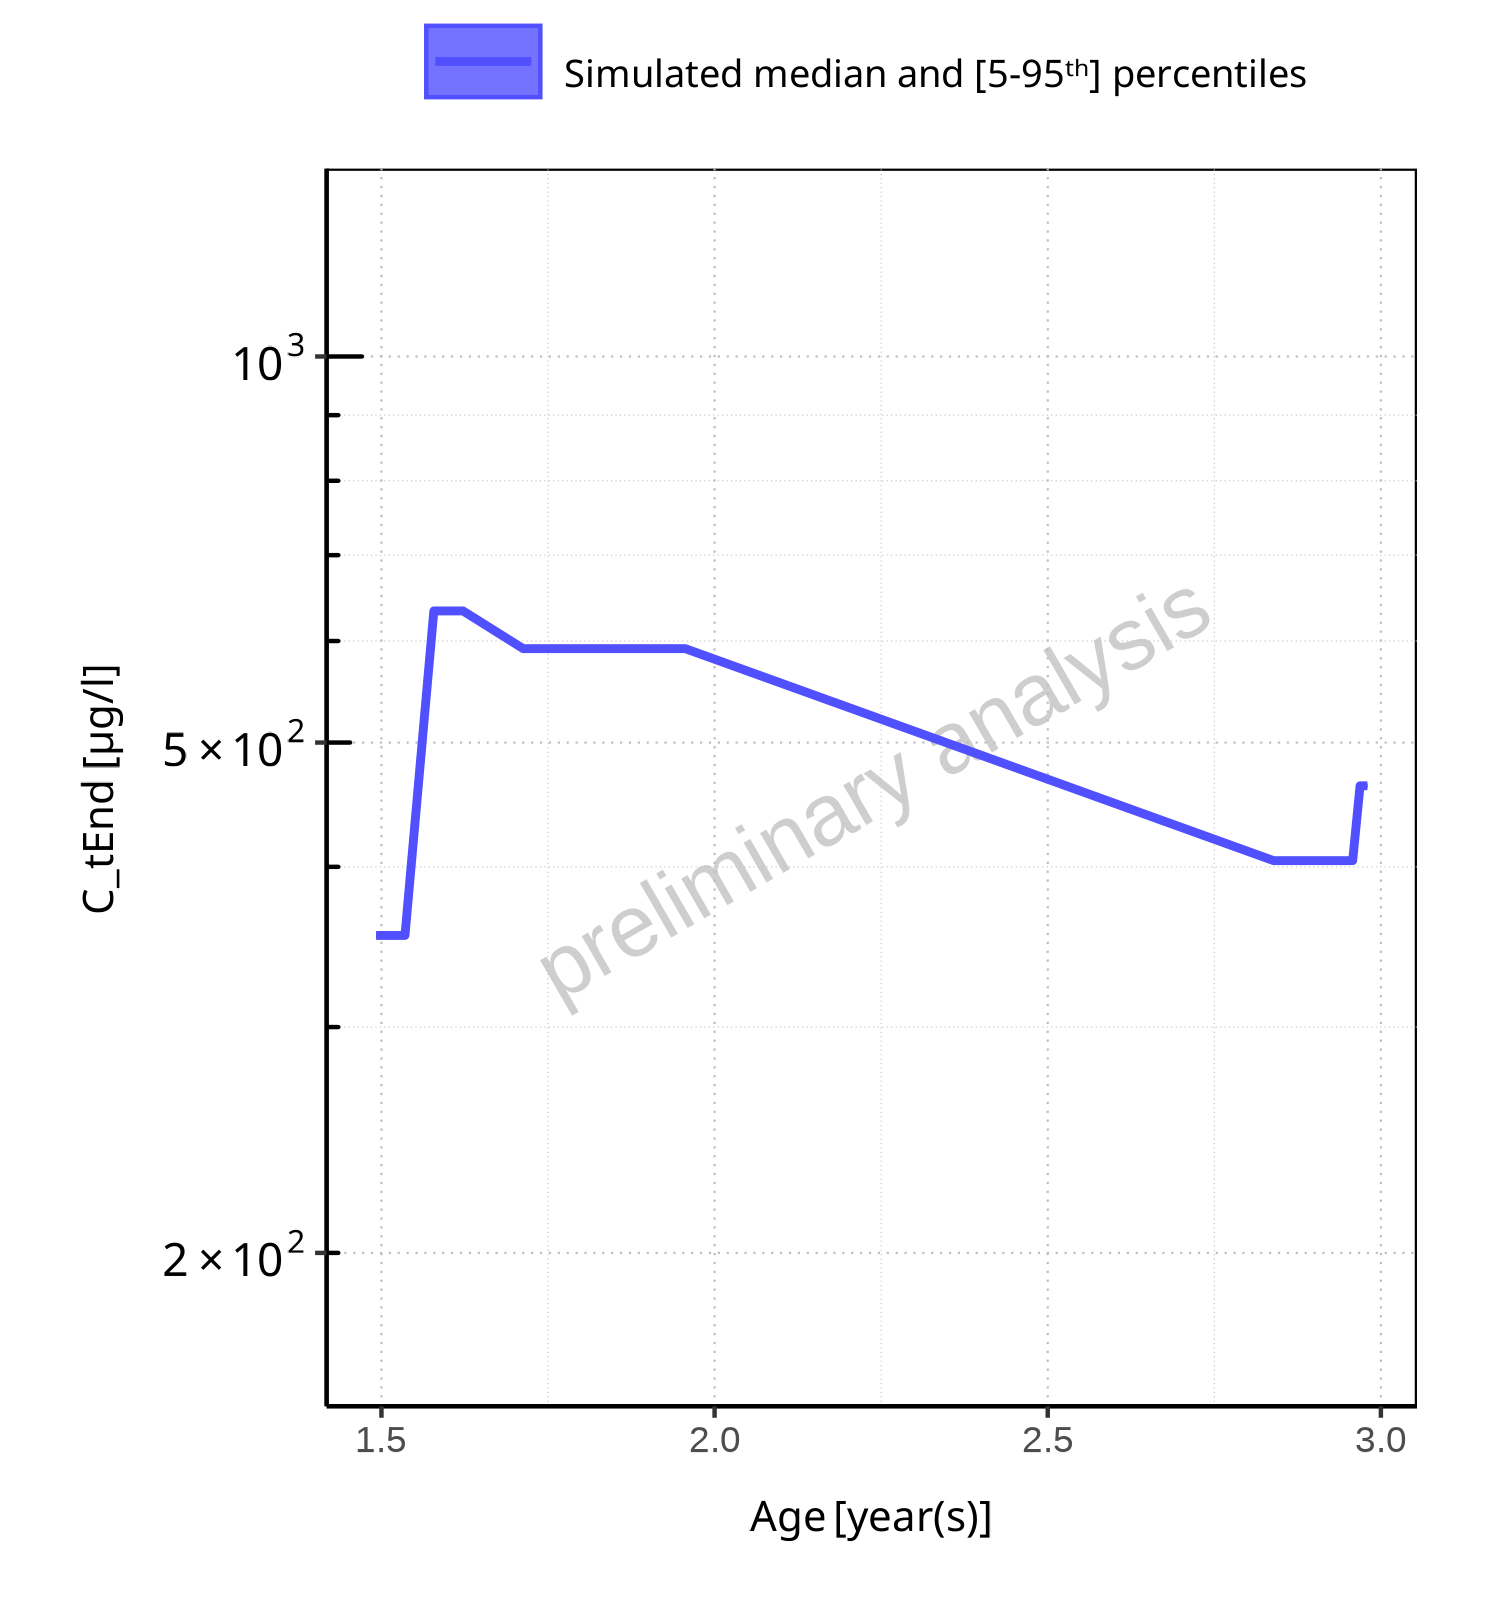 Simulated median and [5-95ᵗʰ] percentiles
10³
5 × 10²
2 × 10²
C_tEnd [µg/l]
preliminary analysis
1.5 2.0 2.5 3.0
Age [year(s)]